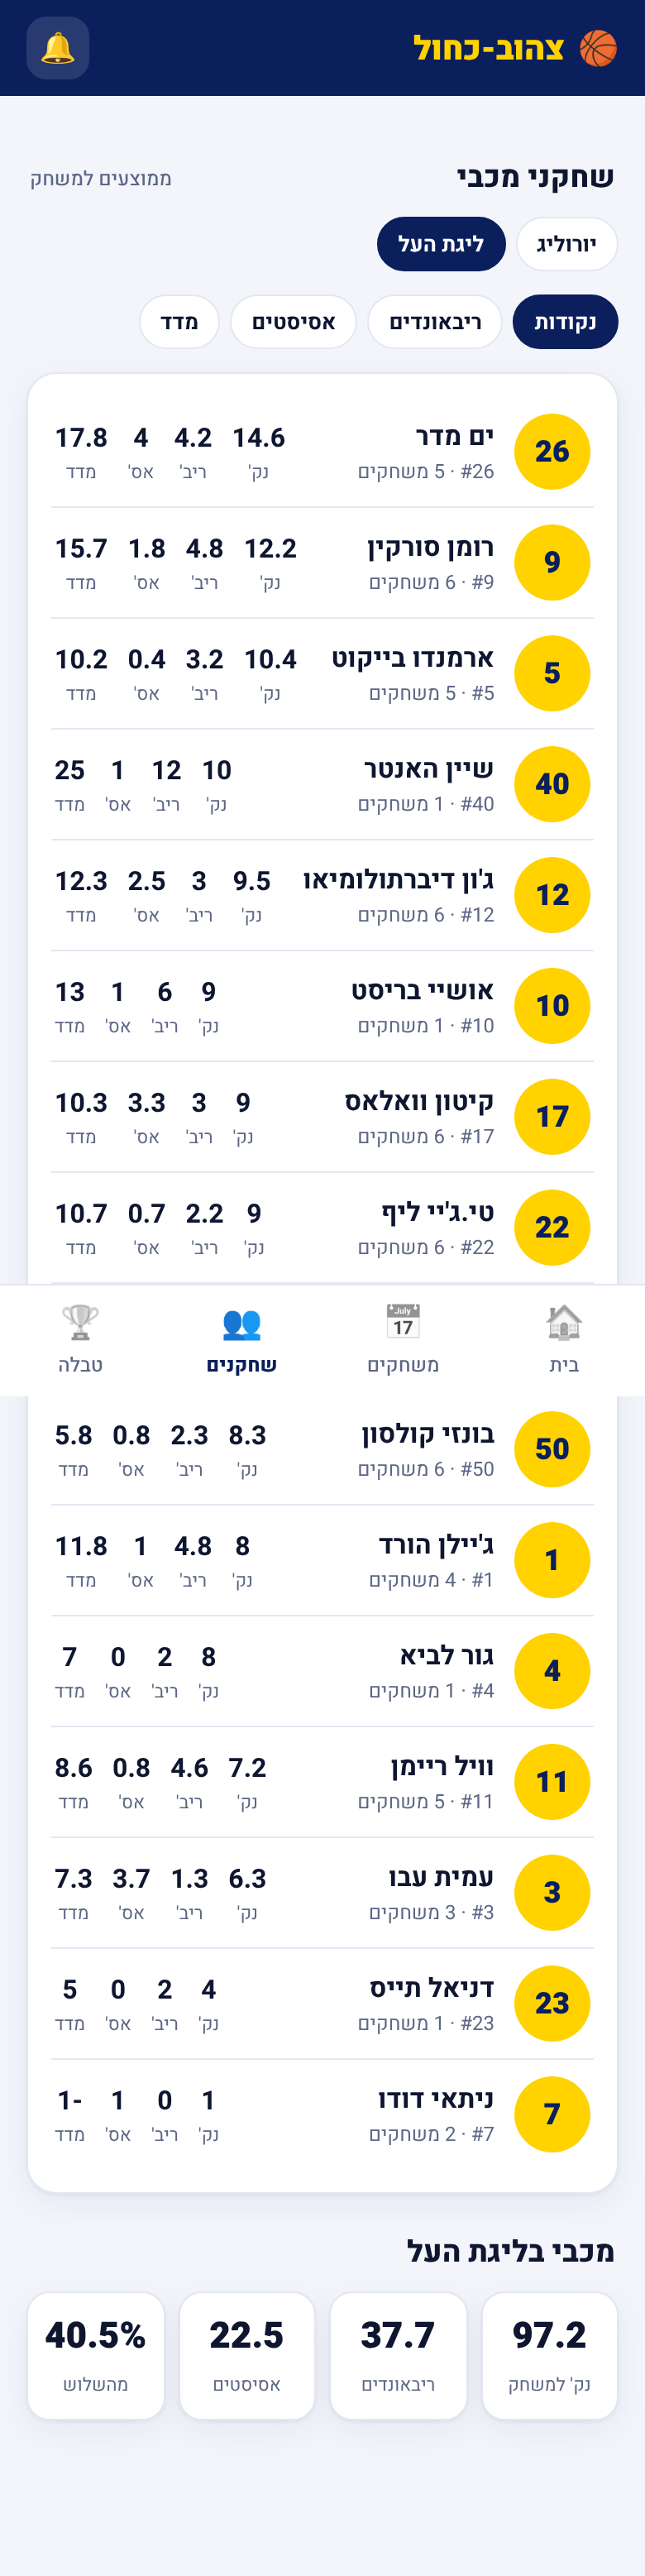 צהוב-כחול
שחקני מכבי
ממוצעים למשחק
יורוליג
ליגת העל
נקודות
ריבאונדים
אסיסטים
מדד
26
ים מדר
#26 · 5 משחקים
14.6 4.2 4 17.8
נק' ריב' אס' מדד
9
רומן סורקין
#9 · 6 משחקים
12.2 4.8 1.8 15.7
נק' ריב' אס' מדד
5
ארמנדו בייקוט
#5 · 5 משחקים
10.4 3.2 0.4 10.2
נק' ריב' אס' מדד
40
שיין האנטר
#40 · 1 משחקים
10 12 1 25
נק' ריב' אס' מדד
12
ג'ון דיברתולומיאו
#12 · 6 משחקים
9.5 3 2.5 12.3
נק' ריב' אס' מדד
10
אושיי בריסט
#10 · 1 משחקים
9 6 1 13
נק' ריב' אס' מדד
17
קיטון וואלאס
#17 · 6 משחקים
9 3 3.3 10.3
נק' ריב' אס' מדד
22
טי.ג'יי ליף
#22 · 6 משחקים
9 2.2 0.7 10.7
נק' ריב' אס' מדד
July
17
בית
משחקים
שחקנים
טבלה
50
בונזי קולסון
#50 · 6 משחקים
8.3 2.3 0.8 5.8
נק' ריב' אס' מדד
1
ג'יילן הורד
#1 · 4 משחקים
8 4.8 1 11.8
נק' ריב' אס' מדד
4
גור לביא
#4 · 1 משחקים
8 2 0 7
נק' ריב' אס' מדד
11
וויל ריימן
#11 · 5 משחקים
7.2 4.6 0.8 8.6
נק' ריב' אס' מדד
3
עמית עבו
#3 · 3 משחקים
6.3 1.3 3.7 7.3
נק' ריב' אס' מדד
23
דניאל תייס
#23 · 1 משחקים
4 2 0 5
נק' ריב' אס' מדד
7
ניתאי דודו
#7 · 2 משחקים
1 0 1 -1
נק' ריב' אס' מדד
מכבי בליגת העל
97.2
נק' למשחק
37.7
ריבאונדים
22.5
אסיסטים
40.5%
מהשלוש